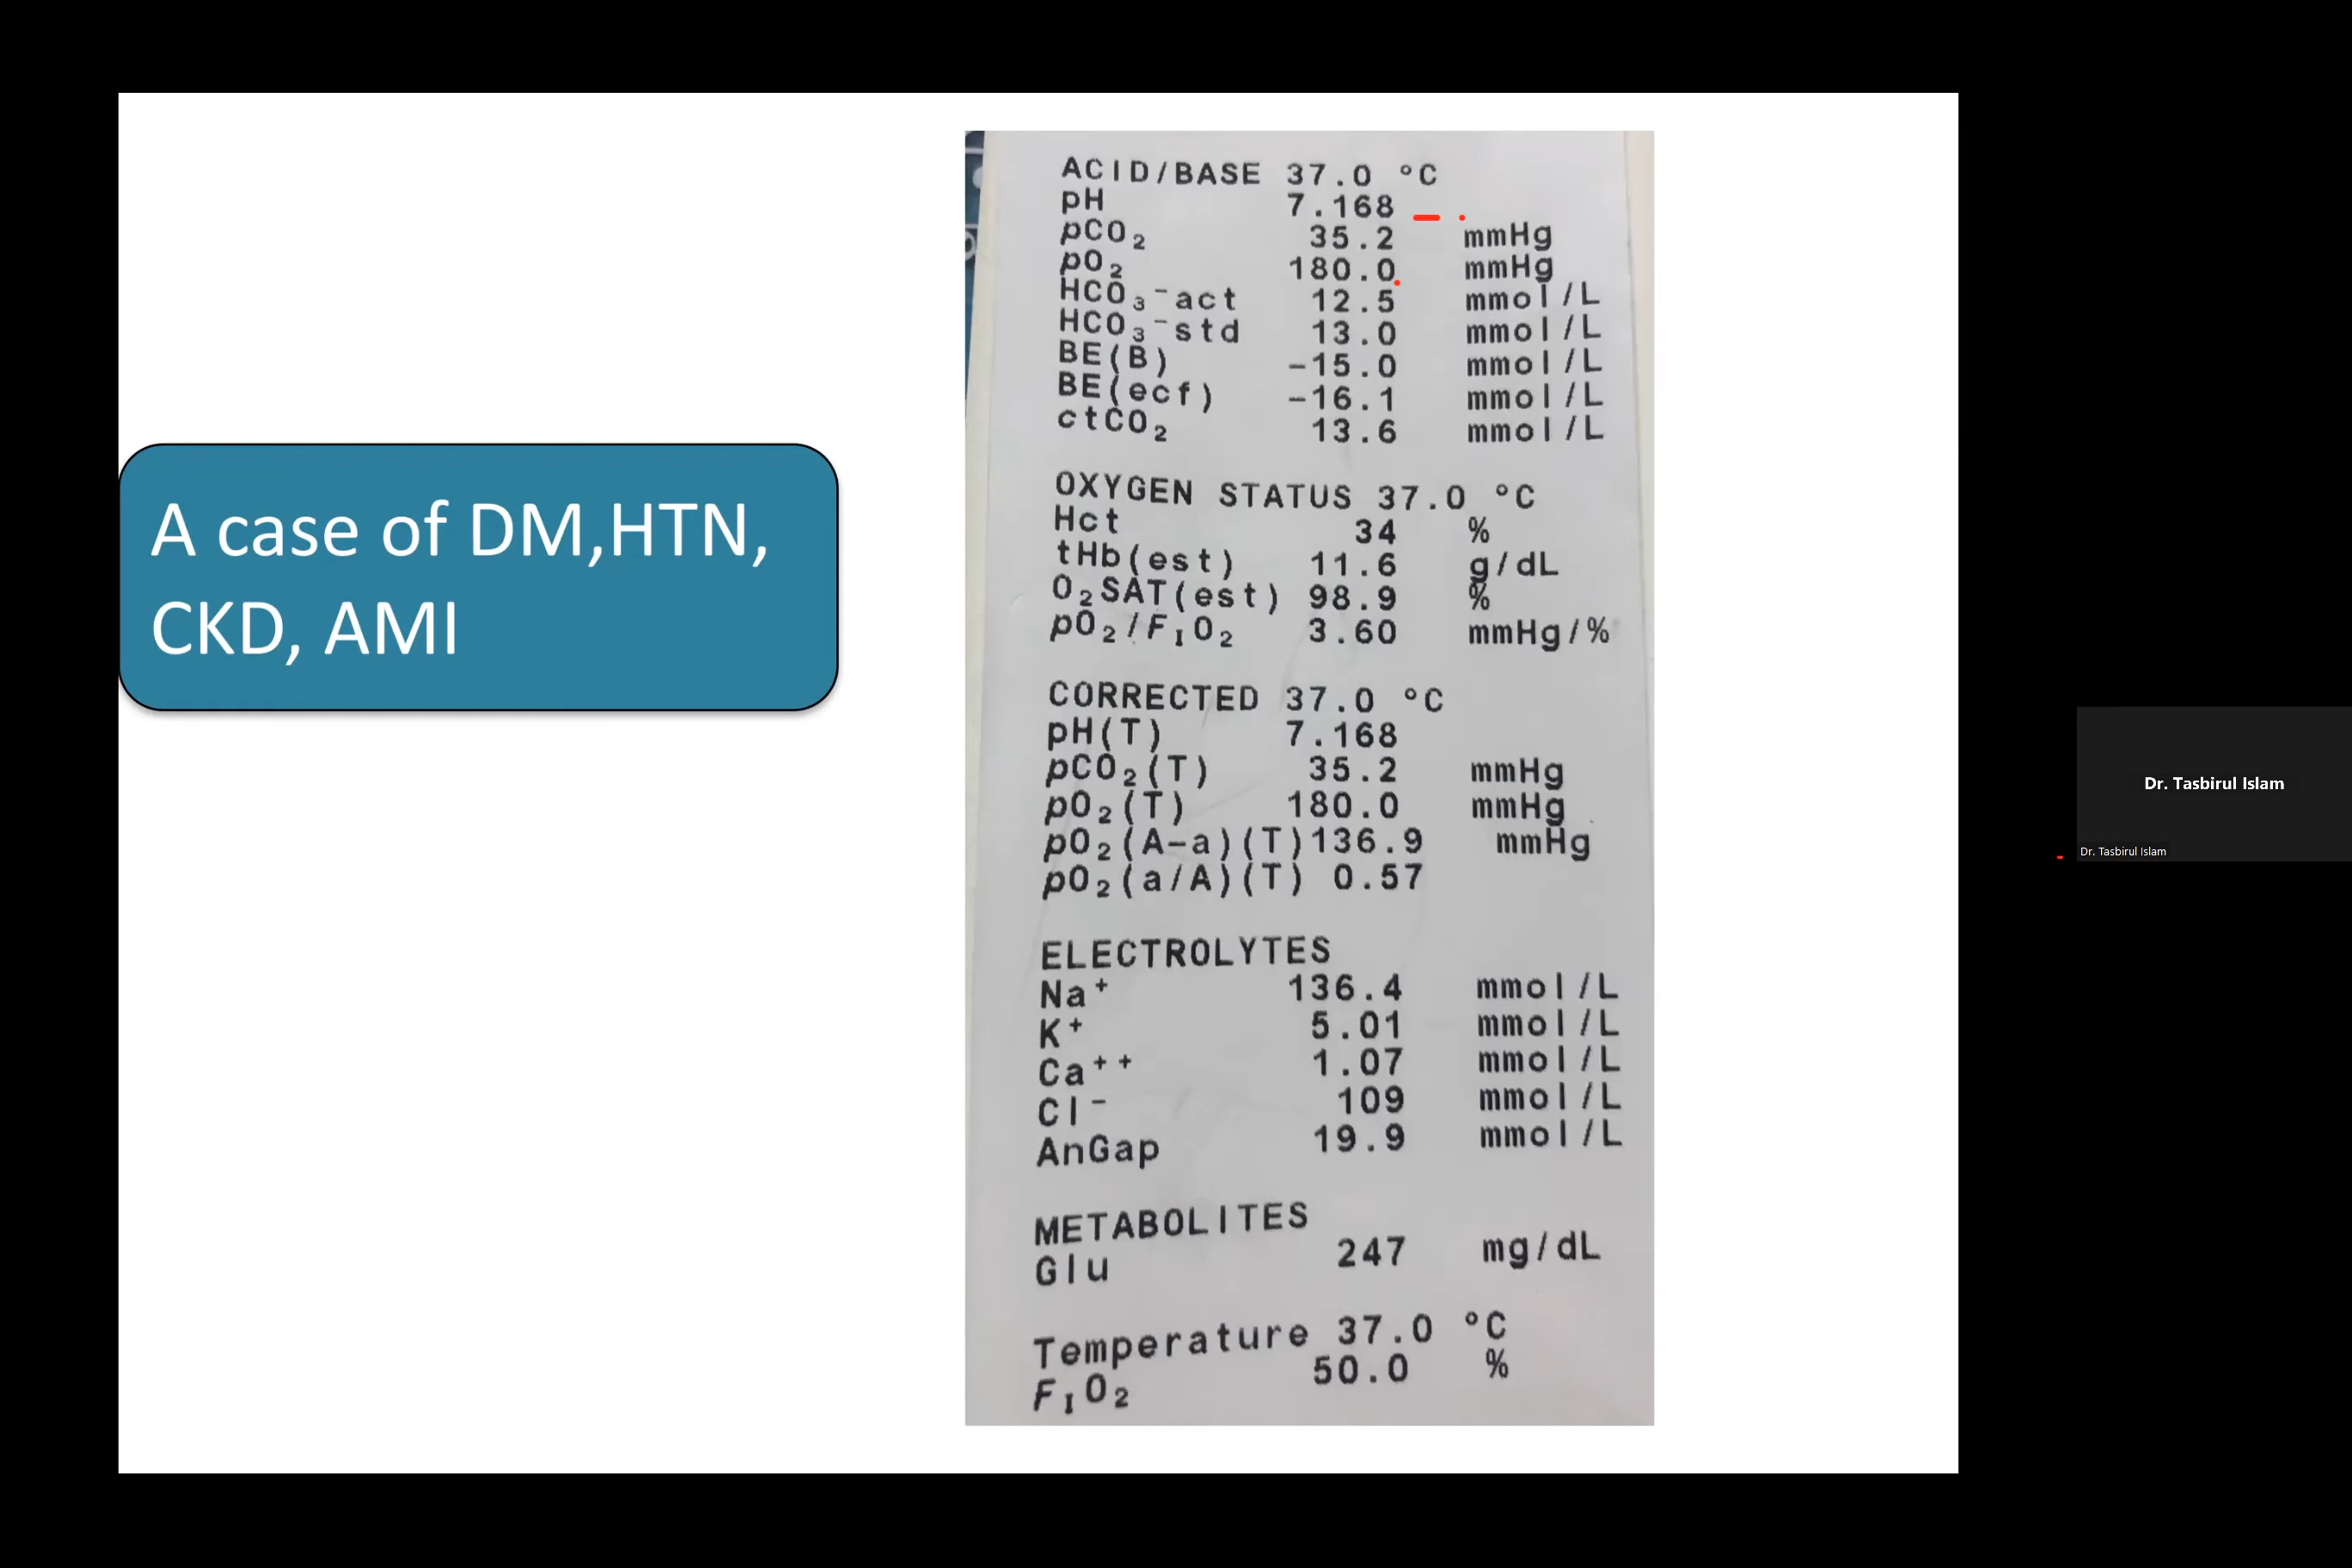 A case of DM,HTN,
CKD, AMI
ACID/BASE 37.0 °C
pH 7.168
pCO₂ 35.2 mmHg
pO₂ 180.0 mmHg
HCO₃⁻act 12.5 mmol/L
HCO₃⁻std 13.0 mmol/L
BE(B) -15.0 mmol/L
BE(ecf) -16.1 mmol/L
ctCO₂ 13.6 mmol/L
OXYGEN STATUS 37.0 °C
Hct 34 %
tHb(est) 11.6 g/dL
O₂SAT(est) 98.9 %
pO₂/FIO₂ 3.60 mmHg/%
CORRECTED 37.0 °C
pH(T) 7.168
pCO₂(T) 35.2 mmHg
pO₂(T) 180.0 mmHg
pO₂(A-a)(T)136.9 mmHg
pO₂(a/A)(T) 0.57
ELECTROLYTES
Na⁺ 136.4 mmol/L
K⁺ 5.01 mmol/L
Ca⁺⁺ 1.07 mmol/L
Cl⁻ 109 mmol/L
AnGap 19.9 mmol/L
METABOLITES
Glu 247 mg/dL
Temperature 37.0 °C
FIO₂ 50.0 %
Dr. Tasbirul Islam
Dr. Tasbirul Islam